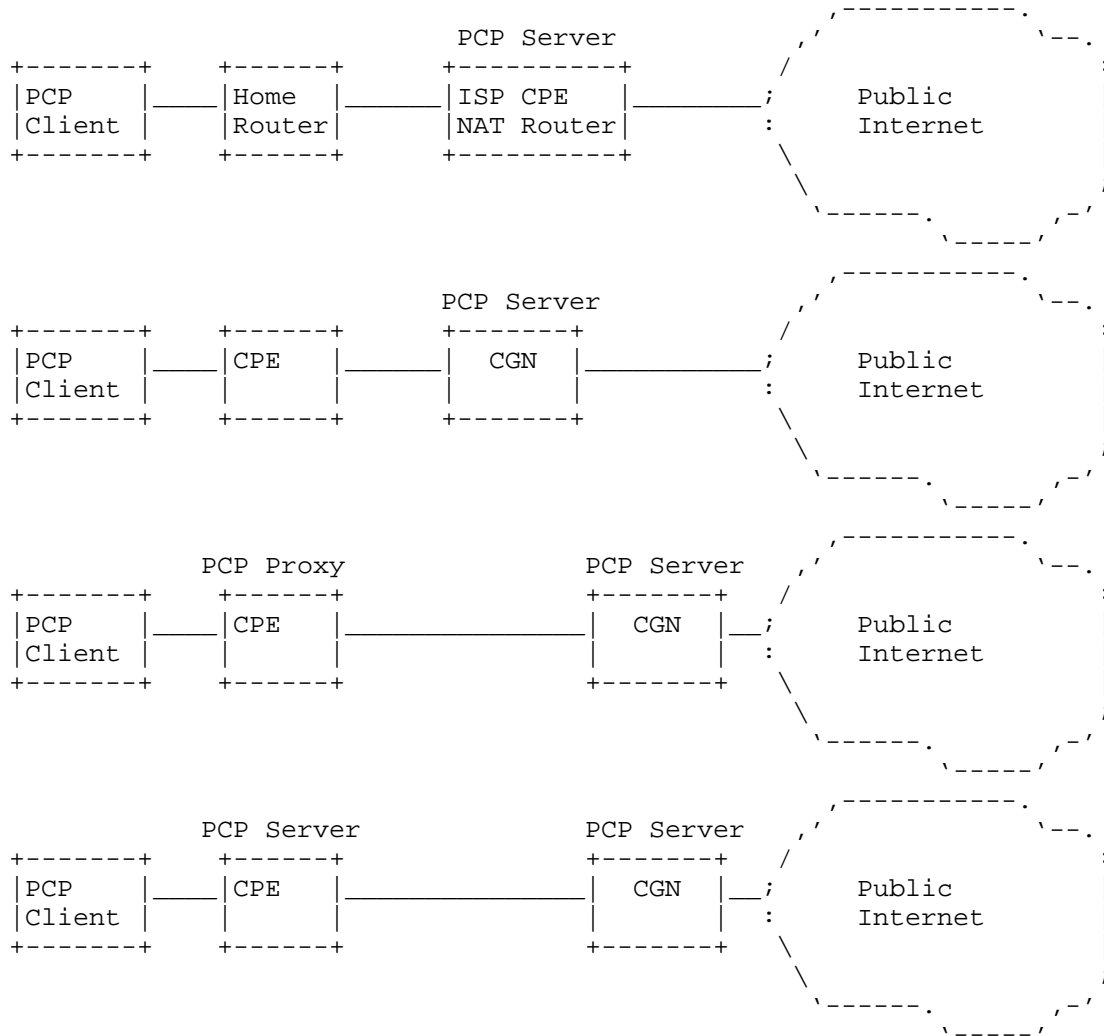 PCP Server
PCP Home ISP CPE Public
Client Router NAT Router Internet
PCP Server
PCP CPE CGN Public
Client Internet
PCP Proxy PCP Server
PCP CPE CGN Public
Client Internet
PCP Server PCP Server
PCP CPE CGN Public
Client Internet